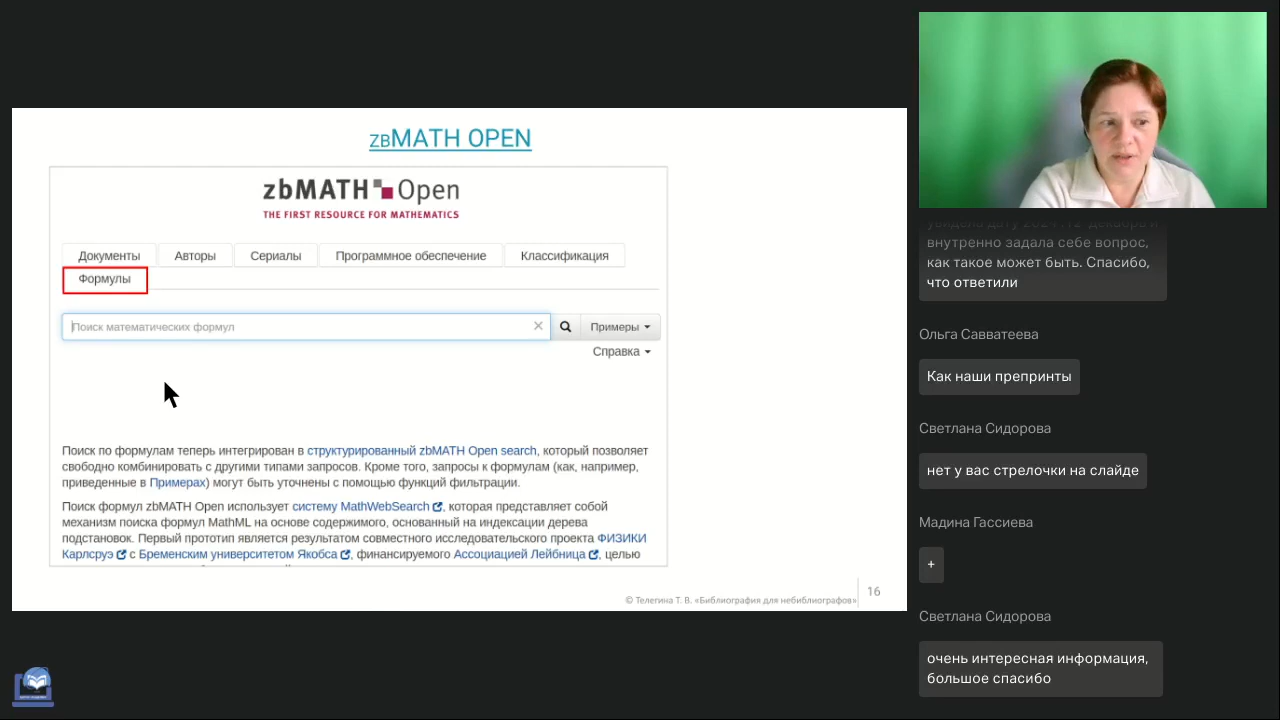 ZBMATH OPEN
zbMATH Open
THE FIRST RESOURCE FOR MATHEMATICS
Документы Авторы Сериалы Программное обеспечение Классификация
Формулы
Поиск математических формул × Примеры
Справка
Поиск по формулам теперь интегрирован в структурированный zbMATH Open search, который позволяет
свободно комбинировать с другими типами запросов. Кроме того, запросы к формулам (как, например,
приведенные в Примерах) могут быть уточнены с помощью функций фильтрации.
Поиск формул zbMATH Open использует систему MathWebSearch, которая представляет собой
механизм поиска формул MathML на основе содержимого, основанный на индексации дерева
подстановок. Первый прототип является результатом совместного исследовательского проекта ФИЗИКИ
Карлсруэ с Бременским университетом Якобса, финансируемого Ассоциацией Лейбница, целью
© Телегина Т. В. «Библиография для небиблиографов»
16
увидела дату 2024 .12 декабря и
внутренно задала себе вопрос,
как такое может быть. Спасибо,
что ответили
Ольга Савватеева
Как наши препринты
Светлана Сидорова
нет у вас стрелочки на слайде
Мадина Гассиева
+
Светлана Сидорова
очень интересная информация,
большое спасибо